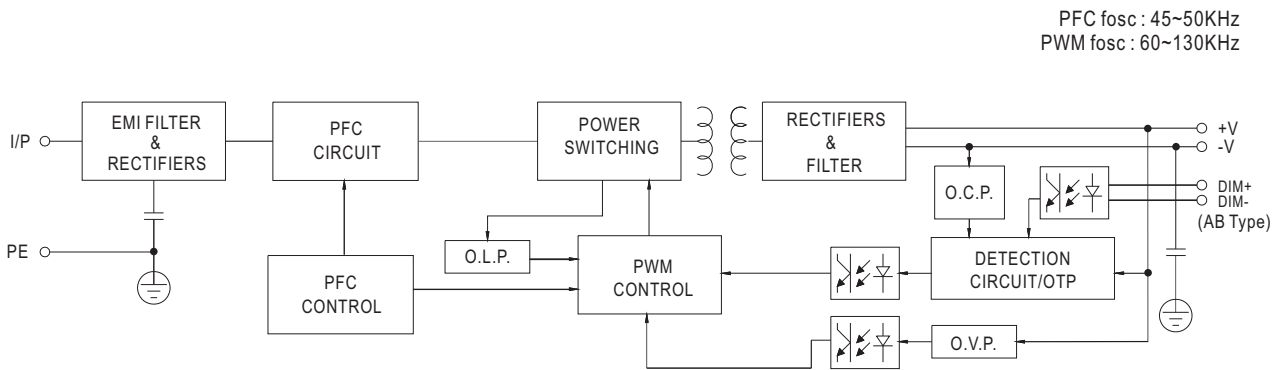 PFC fosc : 45~50KHz
PWM fosc : 60~130KHz
I/P
EMI FILTER
&
RECTIFIERS
PFC
CIRCUIT
POWER
SWITCHING
RECTIFIERS
&
FILTER
+V
-V
O.C.P.
DIM+
DIM-
(AB Type)
PE
O.L.P.
PFC
CONTROL
PWM
CONTROL
DETECTION
CIRCUIT/OTP
O.V.P.